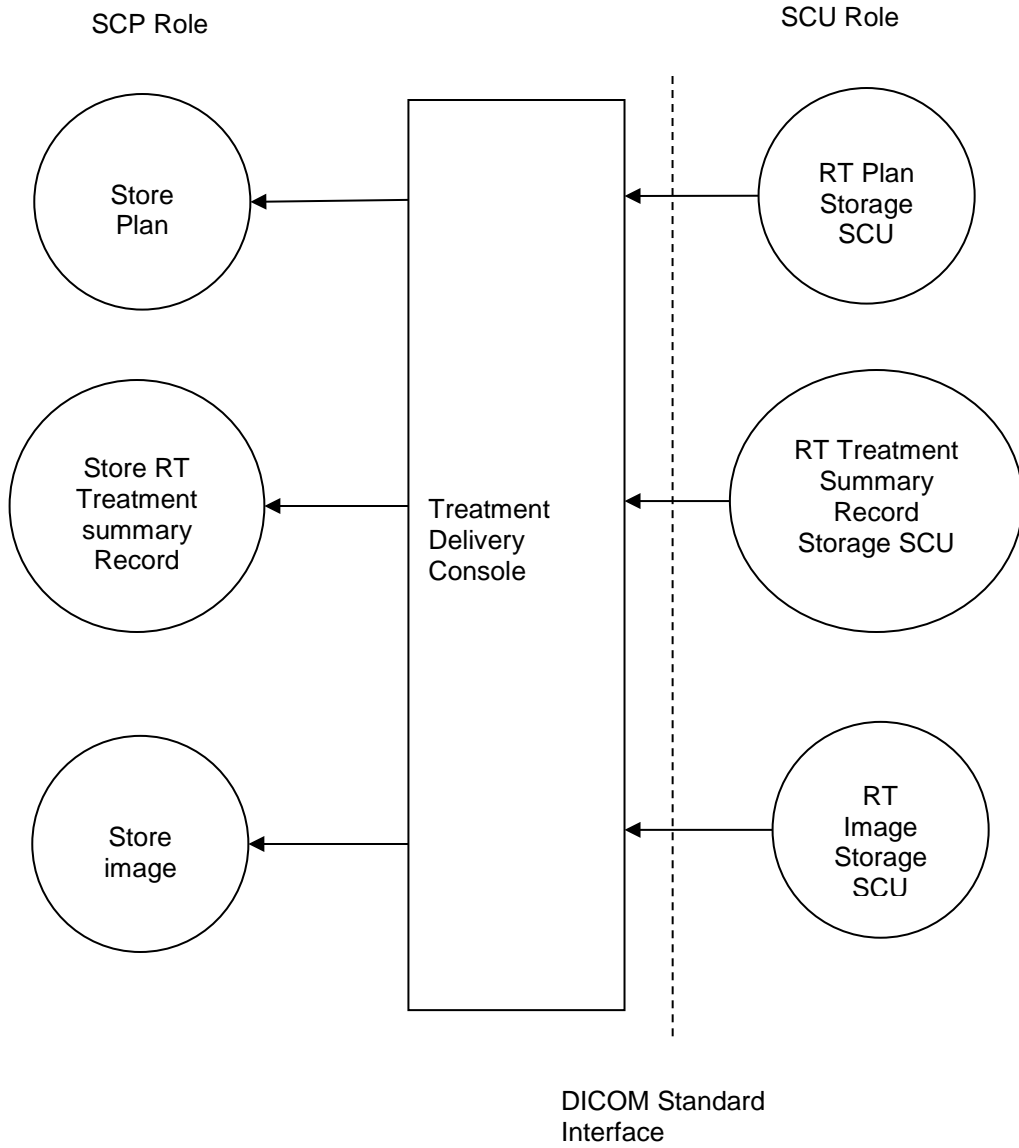 SCP Role
SCU Role
Store
Plan
RT Plan
Storage
SCU
Store RT
Treatment
summary
Record
Treatment
Delivery
Console
RT Treatment
Summary
Record
Storage SCU
Store
image
RT
Image
Storage
SCU
DICOM Standard
Interface